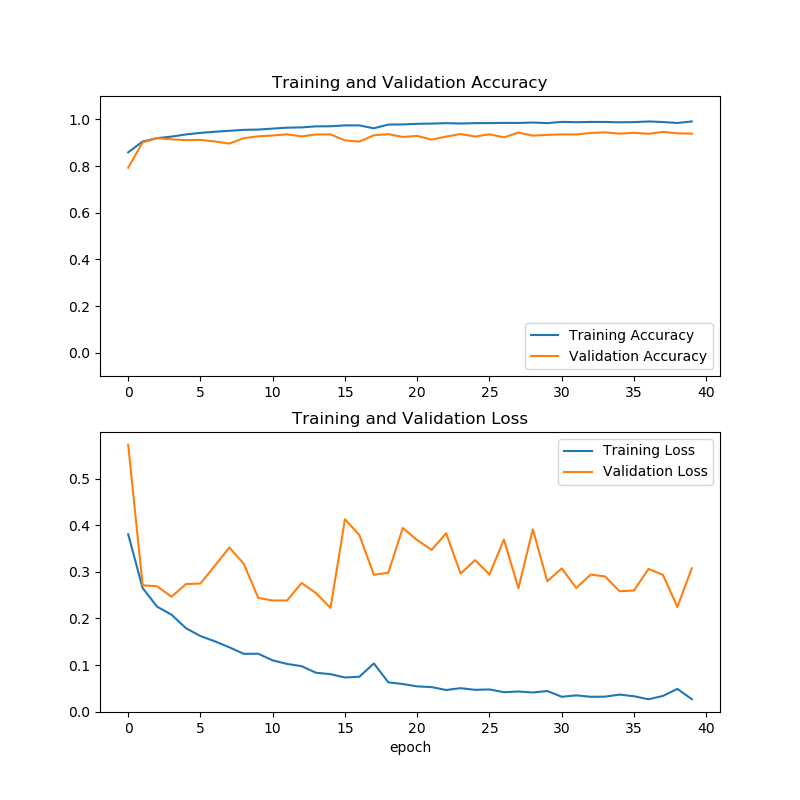 Training and Validation Accuracy
1.0
0.8
0.6
0.4
0.2
0.0
Training Accuracy
Validation Accuracy
0 5 10 15 20 25 30 35 40
Training and Validation Loss
Training Loss
Validation Loss
0.5
0.4
0.3
0.2
0.1
0.0
0 5 10 15 20 25 30 35 40
epoch